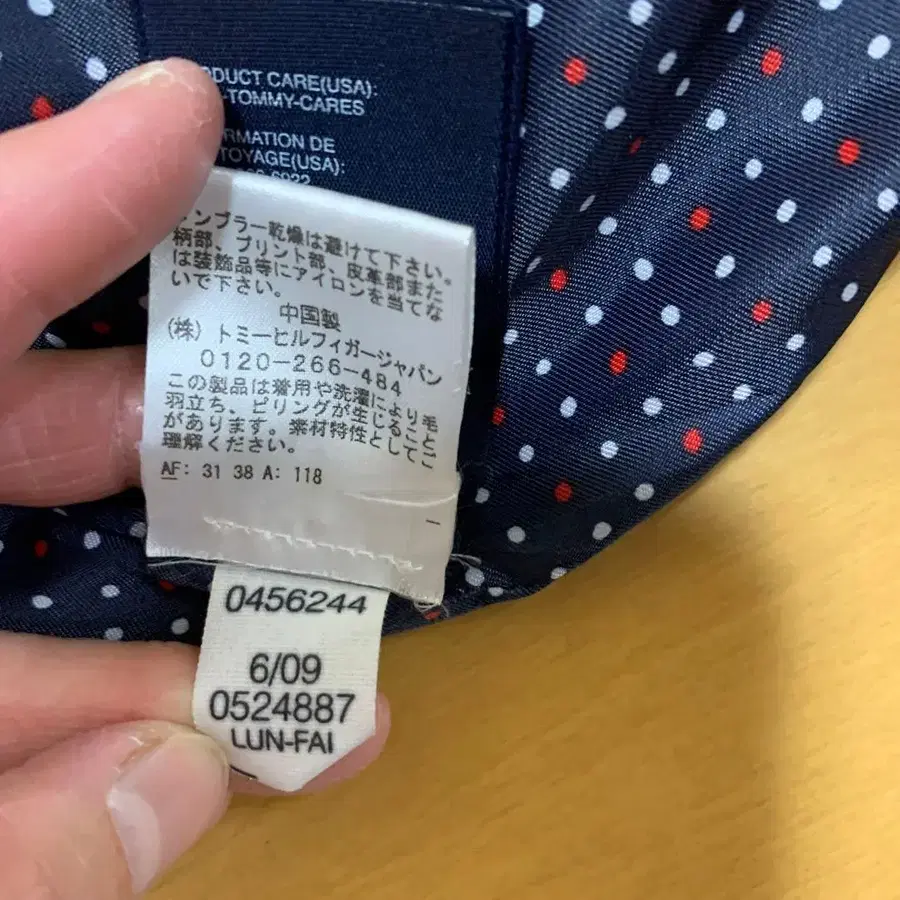 DUCT CARE(USA):
-TOMMY-CARES
ORMATION DE
TOYAGE(USA):
ンブラー乾燥は避けて下さい。
柄部、プリント部、皮革部また
は装飾品等にアイロンを当てな
いで下さい。
中国製
(株) トミーヒルフィガージャパン
0120-266-484
この製品は着用や洗濯により毛
羽立ち、ピリングが生じること
があります。素材特性としてご
理解ください。
AF: 31 38 A: 118
0456244
6/09
0524887
LUN-FAI